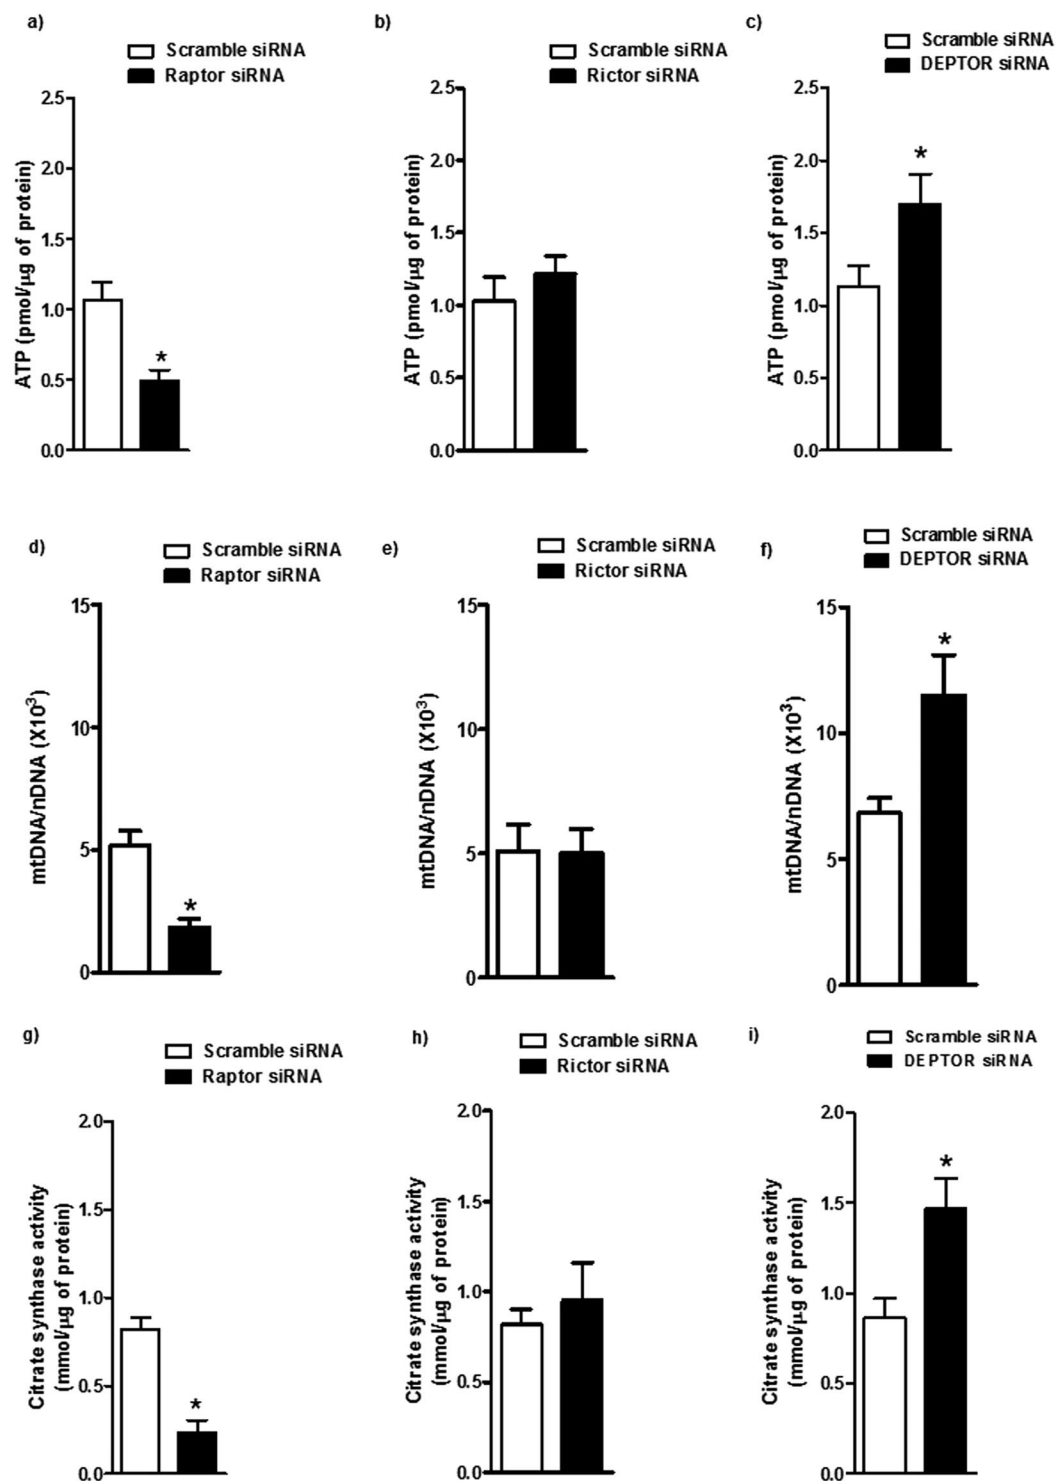 a)
Scramble siRNA
Raptor siRNA
2.5
2.0
1.5
1.0
0.5
0.0
ATP (pmol/μg of protein)
*
b)
Scramble siRNA
Rictor siRNA
2.5
2.0
1.5
1.0
0.5
0.0
ATP (pmol/μg of protein)
c)
Scramble siRNA
DEPTOR siRNA
2.5
2.0
1.5
1.0
0.5
0.0
ATP (pmol/μg of protein)
*
d)
Scramble siRNA
Raptor siRNA
15
10
5
0
mtDNA/nDNA (X10³)
*
e)
Scramble siRNA
Rictor siRNA
15
10
5
0
mtDNA/nDNA (X10³)
f)
Scramble siRNA
DEPTOR siRNA
15
10
5
0
mtDNA/nDNA (X10³)
*
g)
Scramble siRNA
Raptor siRNA
2.0
1.5
1.0
0.5
0.0
Citrate synthase activity
(mmol/μg of protein)
*
h)
Scramble siRNA
Rictor siRNA
2.0
1.5
1.0
0.5
0.0
Citrate synthase activity
(mmol/μg of protein)
i)
Scramble siRNA
DEPTOR siRNA
2.0
1.5
1.0
0.5
0.0
Citrate synthase activity
(mmol/μg of protein)
*